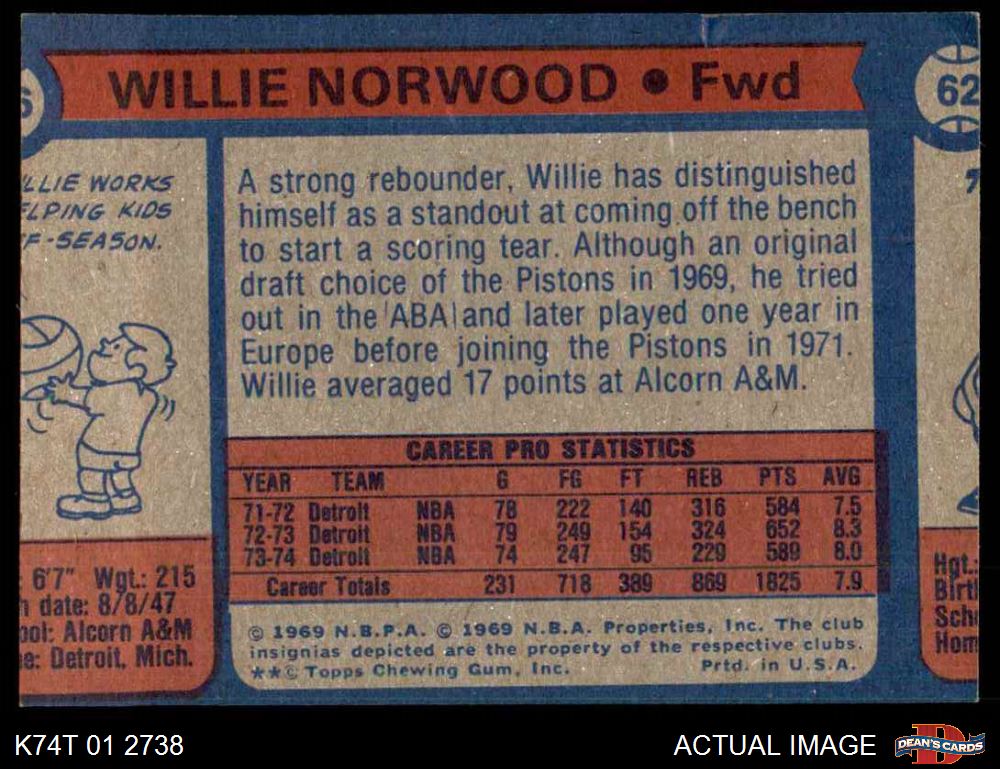 WILLIE NORWOOD • Fwd
6
62
LLIE WORKS
ELPING KIDS
F-SEASON.
A strong rebounder, Willie has distinguished
himself as a standout at coming off the bench
to start a scoring tear. Although an original
draft choice of the Pistons in 1969, he tried
out in the ABA and later played one year in
Europe before joining the Pistons in 1971.
Willie averaged 17 points at Alcorn A&M.
CAREER PRO STATISTICS
YEAR TEAM G FG FT REB PTS AVG
71-72 Detroit NBA 78 222 140 316 584 7.5
72-73 Detroit NBA 79 249 154 324 652 8.3
73-74 Detroit NBA 74 247 95 229 589 8.0
Career Totals 231 718 389 869 1825 7.9
: 6'7" Wgt.: 215
h date: 8/8/47
ool: Alcorn A&M
e: Detroit, Mich.
Hgt.:
Birth
Scho
Hom
© 1969 N.B.P.A. © 1969 N.B.A. Properties, Inc. The club
insignias depicted are the property of the respective clubs.
**© Topps Chewing Gum, Inc. Prtd. in U.S.A.
K74T 01 2738
ACTUAL IMAGE
DEAN'S CARDS